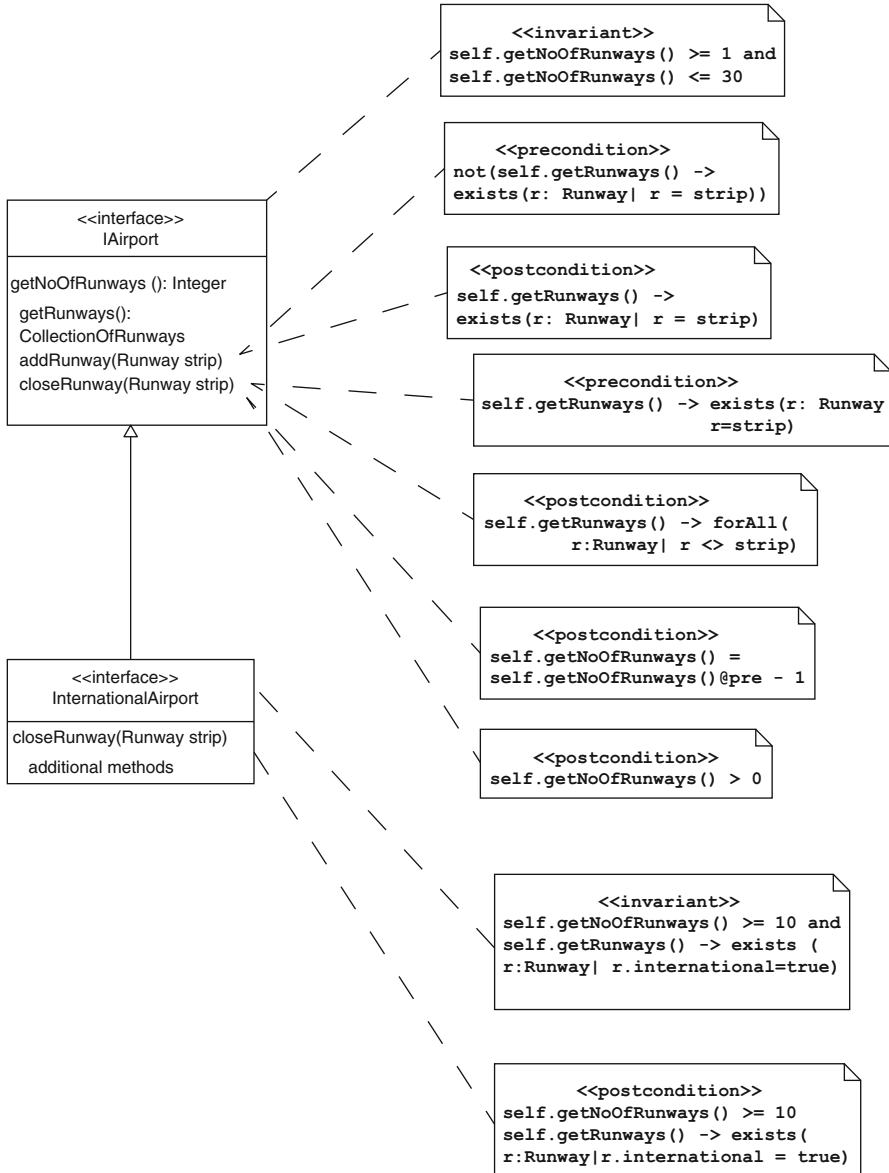 <<invariant>>
self.getNoOfRunways() >= 1 and
self.getNoOfRunways() <= 30
<<precondition>>
not(self.getRunways() ->
exists(r: Runway| r = strip))
<<interface>>
IAirport
getNoOfRunways (): Integer
getRunways():
CollectionOfRunways
addRunway(Runway strip)
closeRunway(Runway strip)
<<postcondition>>
self.getRunways() ->
exists(r: Runway| r = strip)
<<precondition>>
self.getRunways() -> exists(r: Runway
r=strip)
<<postcondition>>
self.getRunways() -> forAll(
r:Runway| r <> strip)
<<postcondition>>
self.getNoOfRunways() =
self.getNoOfRunways()@pre - 1
<<interface>>
InternationalAirport
closeRunway(Runway strip)
additional methods
<<postcondition>>
self.getNoOfRunways() > 0
<<invariant>>
self.getNoOfRunways() >= 10 and
self.getRunways() -> exists (
r:Runway| r.international=true)
<<postcondition>>
self.getNoOfRunways() >= 10
self.getRunways() -> exists(
r:Runway|r.international = true)